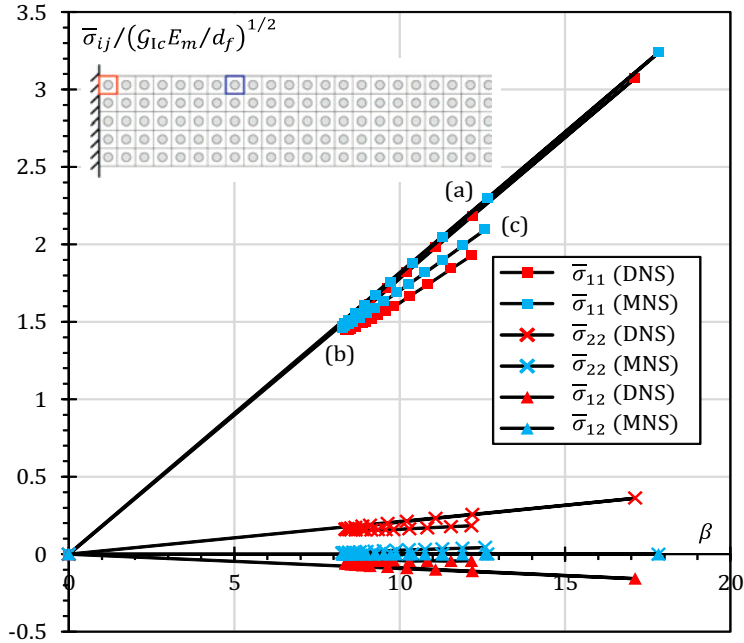 3.5
σ̅ᵢⱼ/(𝒢_Ic E_m/d_f)^1/2
3
2.5
(a)
(c)
2
σ̅₁₁ (DNS)
σ̅₁₁ (MNS)
1.5
σ̅₂₂ (DNS)
(b)
σ̅₂₂ (MNS)
1
σ̅₁₂ (DNS)
σ̅₁₂ (MNS)
0.5
β
0
0 5 10 15 20
-0.5